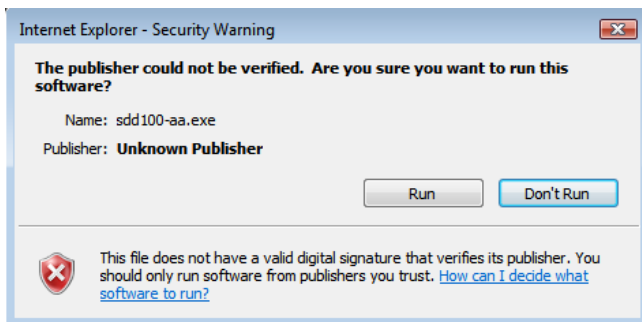 Internet Explorer - Security Warning
The publisher could not be verified.  Are you sure you want to run this
software?
Name: sdd100-aa.exe
Publisher: Unknown Publisher
Run
Don't Run
This file does not have a valid digital signature that verifies its publisher. You
should only run software from publishers you trust. How can I decide what
software to run?